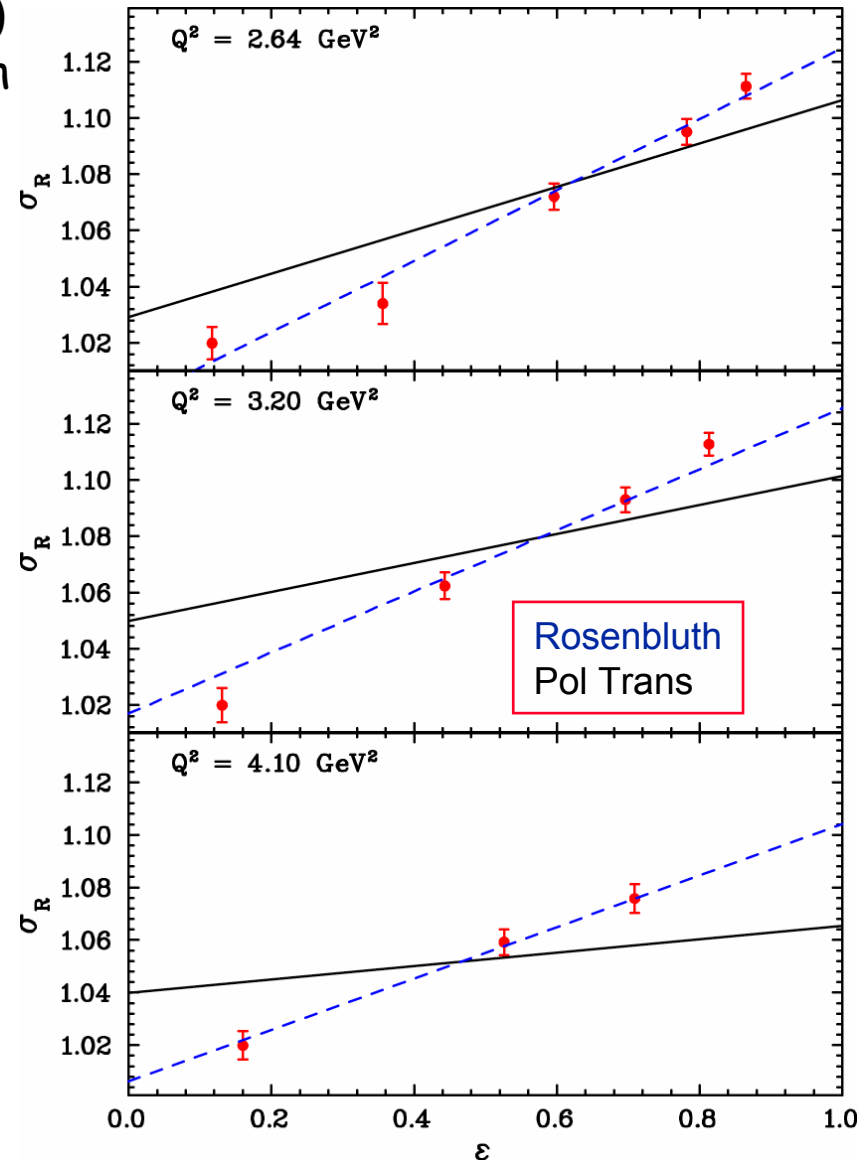 )
n
Q² = 2.64 GeV²
1.12
1.10
1.08
1.06
1.04
1.02
σ_R
Q² = 3.20 GeV²
1.12
1.10
1.08
1.06
1.04
1.02
σ_R
Rosenbluth
Pol Trans
Q² = 4.10 GeV²
1.12
1.10
1.08
1.06
1.04
1.02
σ_R
0.0 0.2 0.4 0.6 0.8 1.0
ε